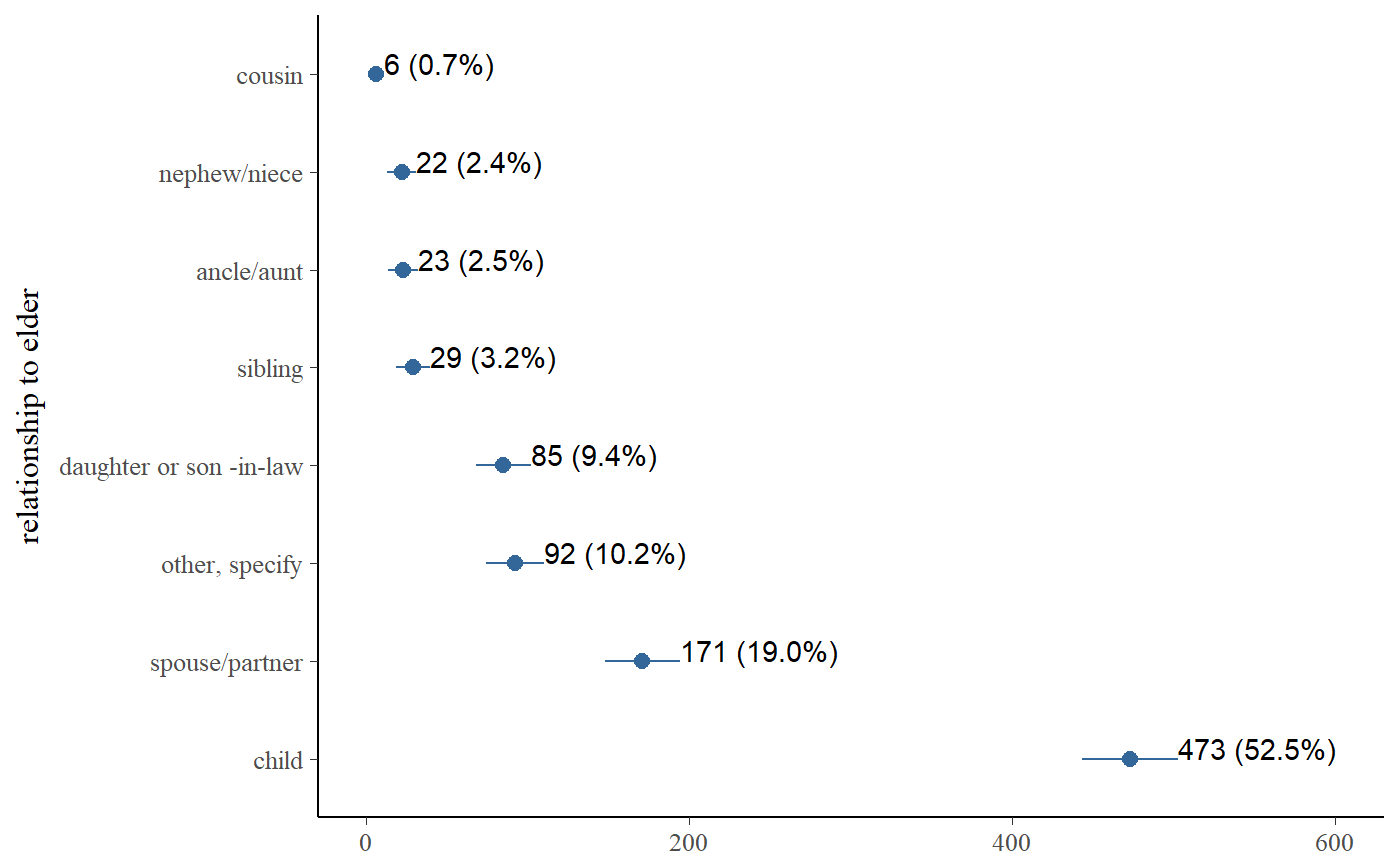 relationship to elder
cousin
6 (0.7%)
nephew/niece
22 (2.4%)
ancle/aunt
23 (2.5%)
sibling
29 (3.2%)
daughter or son -in-law
85 (9.4%)
other, specify
92 (10.2%)
spouse/partner
171 (19.0%)
child
473 (52.5%)
0 200 400 600